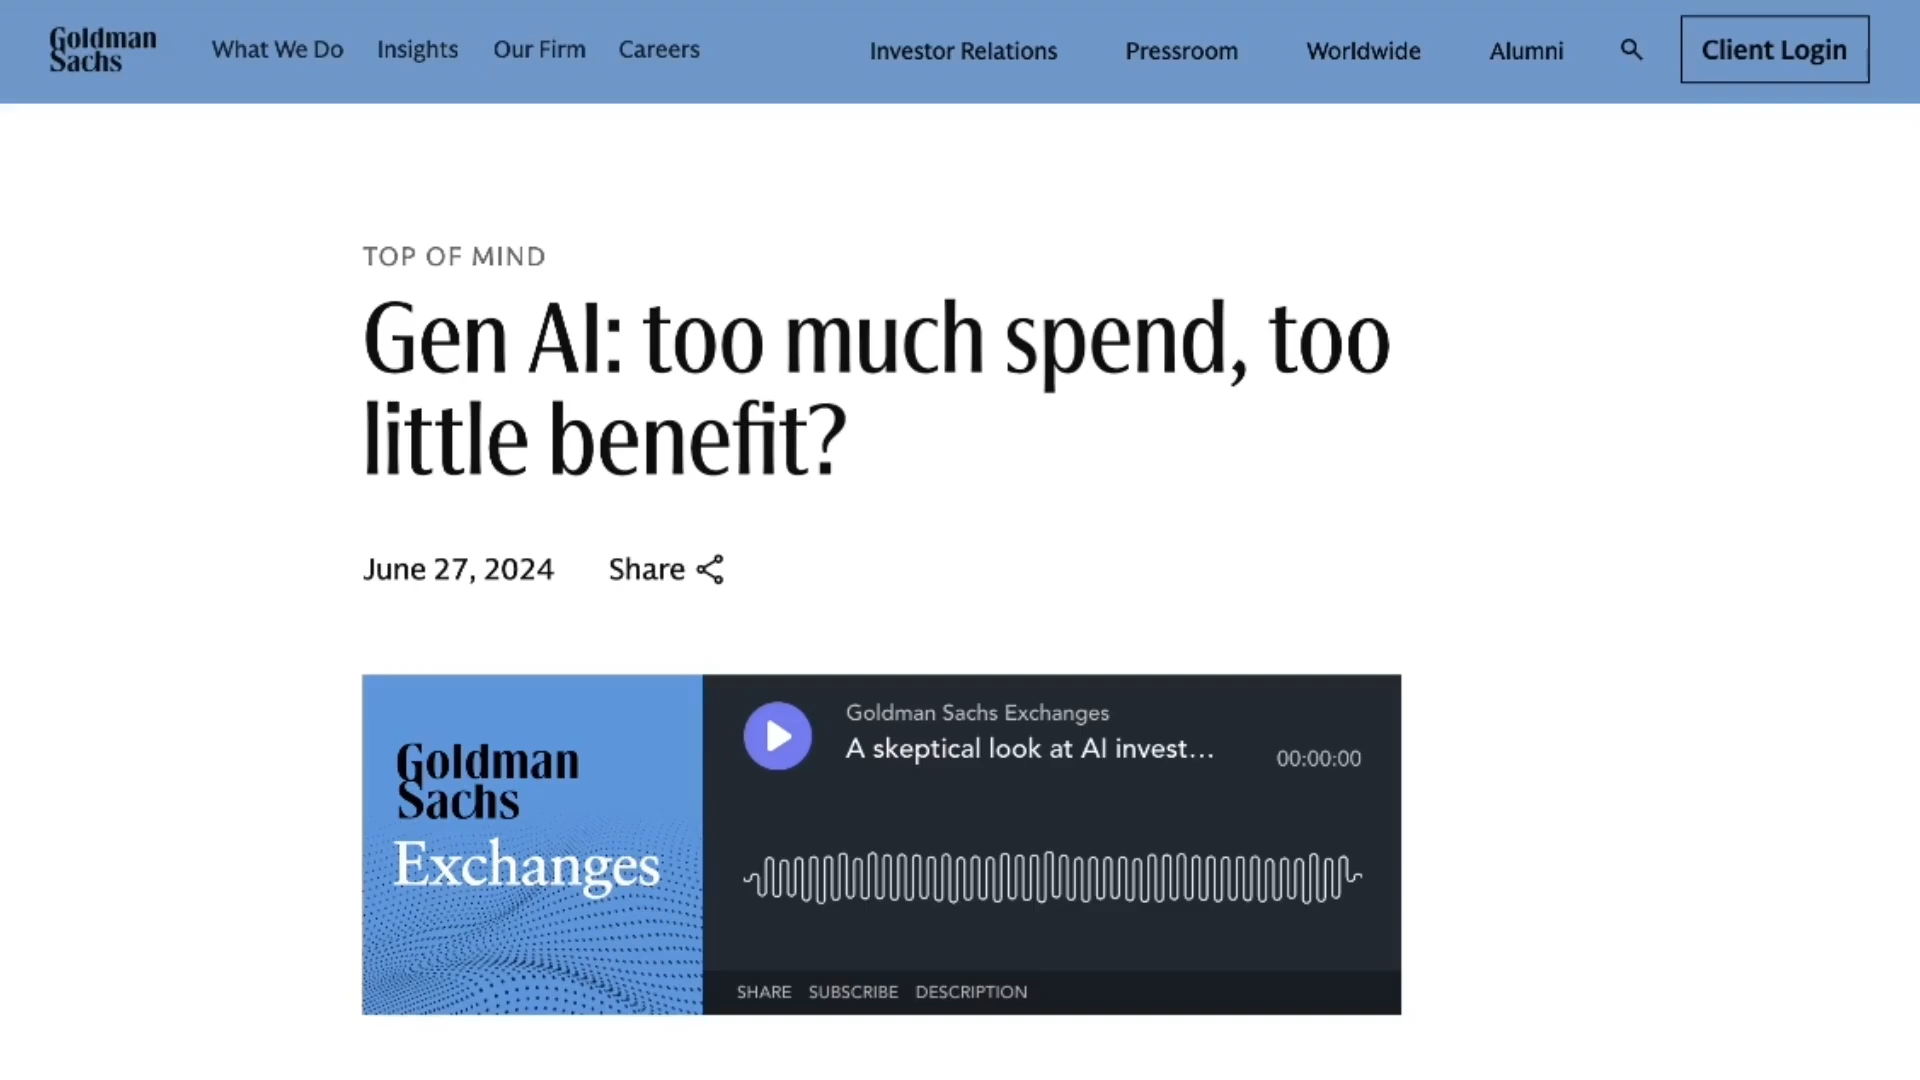 Goldman
Sachs
What We Do
Insights
Our Firm
Careers
Investor Relations
Pressroom
Worldwide
Alumni
Client Login
TOP OF MIND
Gen AI: too much spend, too
little benefit?
June 27, 2024
Share
Goldman
Sachs
Exchanges
Goldman Sachs Exchanges
A skeptical look at AI invest...
00:00:00
SHARE
SUBSCRIBE
DESCRIPTION